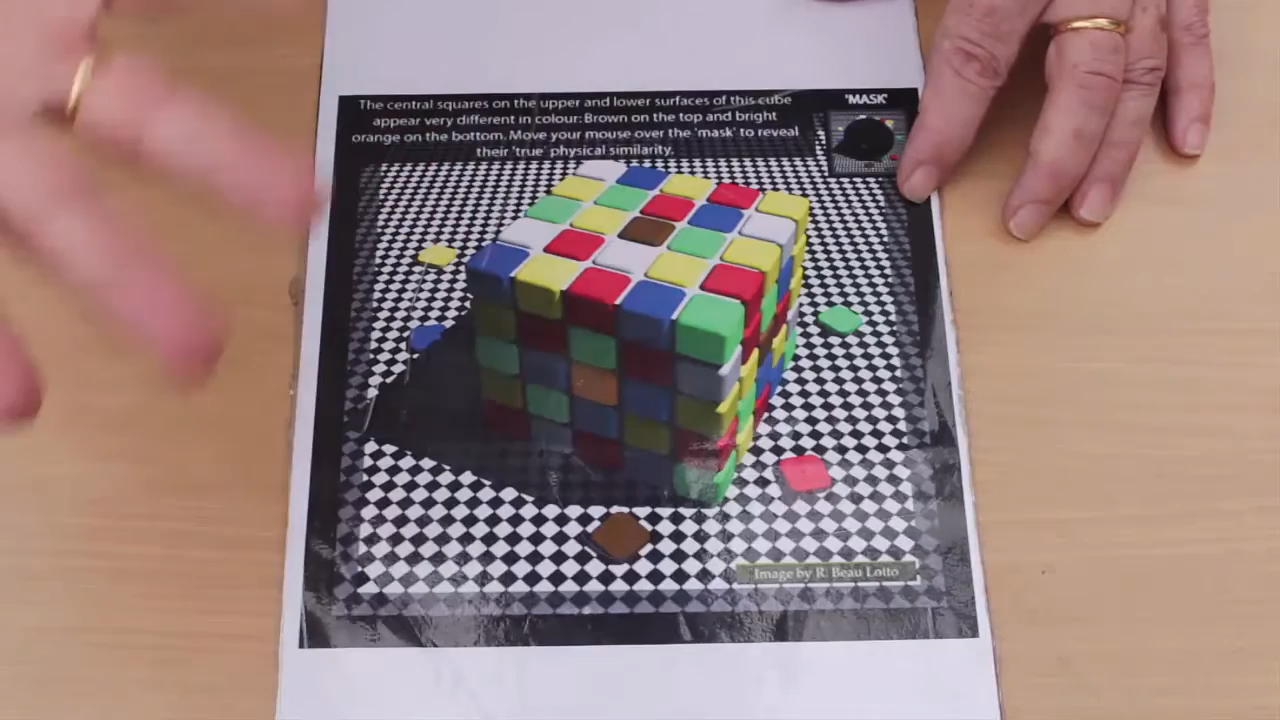 The central squares on the upper and lower surfaces of this cube
appear very different in colour: Brown on the top and bright
orange on the bottom. Move your mouse over the 'mask' to reveal
their 'true' physical similarity.
'MASK'
Image by R. Beau Lotto